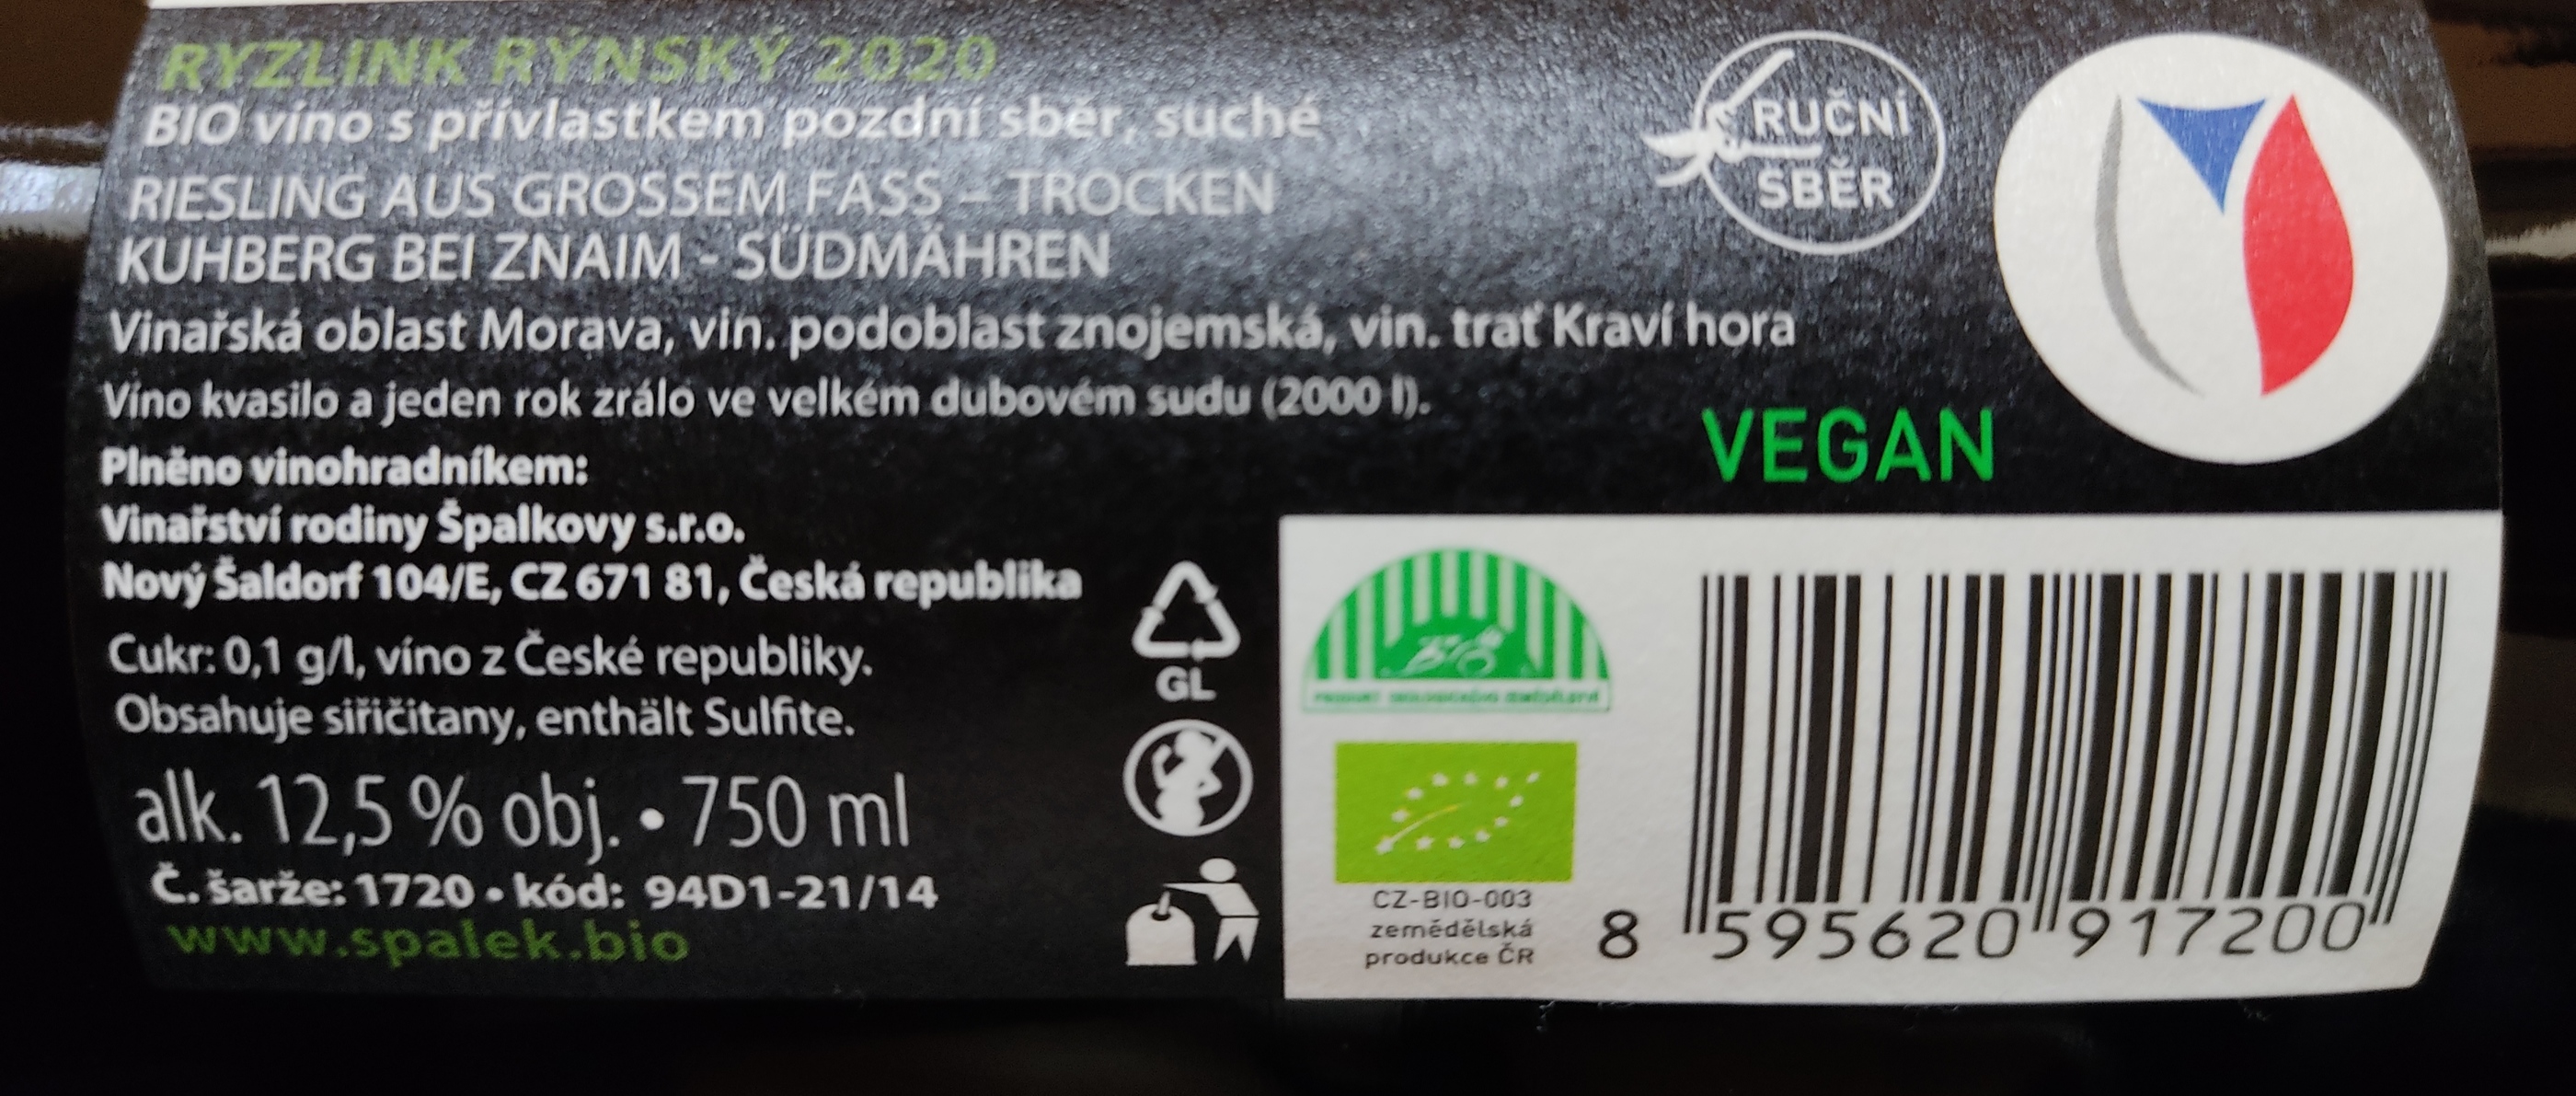 RYZLINK RÝNSKÝ 2020
BIO víno s přívlastkem pozdní sběr, suché
RIESLING AUS GROSSEM FASS – TROCKEN
KUHBERG BEI ZNAIM - SÜDMÄHREN
Vinařská oblast Morava, vin. podoblast znojemská, vin. trať Kraví hora
Víno kvasilo a jeden rok zrálo ve velkém dubovém sudu (2000 l).
Plněno vinohradníkem:
Vinařství rodiny Špalkovy s.r.o.
Nový Šaldorf 104/E, CZ 671 81, Česká republika
Cukr: 0,1 g/l, víno z České republiky.
Obsahuje siřičitany, enthält Sulfite.
alk. 12,5 % obj. • 750 ml
Č. šarže: 1720 • kód: 94D1-21/14
www.spalek.bio
GL
RUČNÍ
SBĚR
VEGAN
BIO
PRODUKT EKOLOGICKÉHO ZEMĚDĚLSTVÍ
CZ-BIO-003
zemědělská
produkce ČR
8 595620 917200